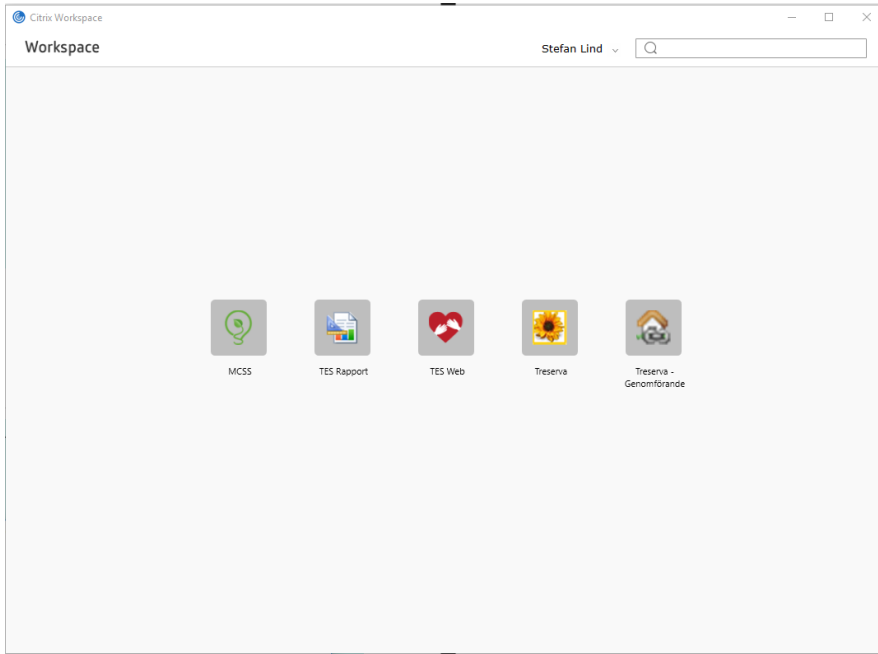 Citrix Workspace
Workspace
Stefan Lind
MCSS
TES Rapport
TES Web
Treserva
Treserva -
Genomförande